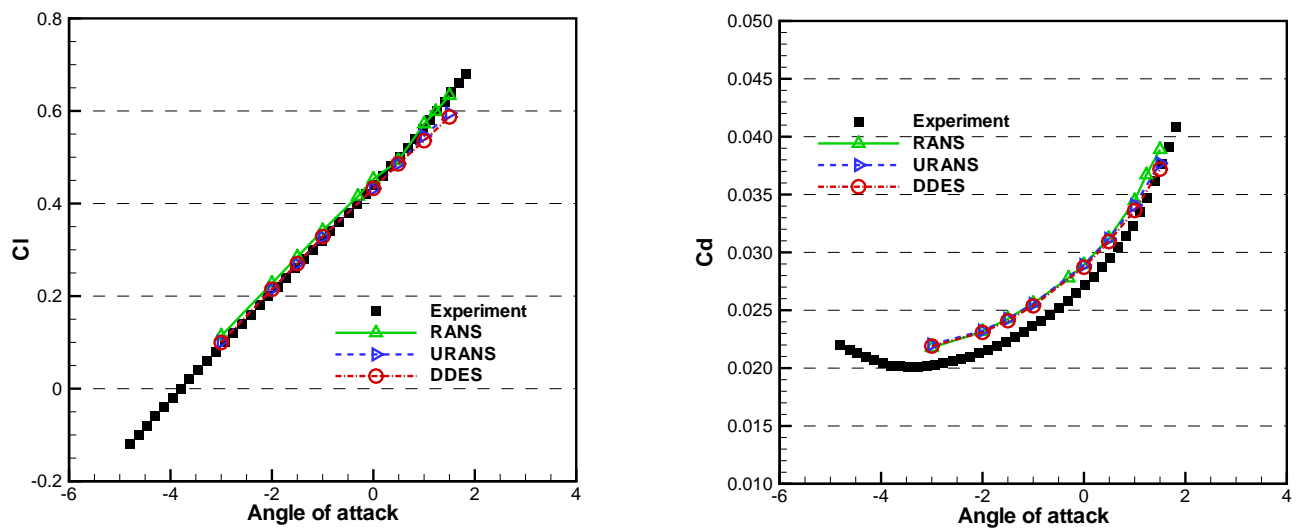 0.8
0.6
0.4
0.2
0
-0.2
Cl
-6 -4 -2 0 2 4
Angle of attack
Experiment
RANS
URANS
DDES
0.050
0.045
0.040
0.035
0.030
0.025
0.020
0.015
0.010
Cd
-6 -4 -2 0 2 4
Angle of attack
Experiment
RANS
URANS
DDES